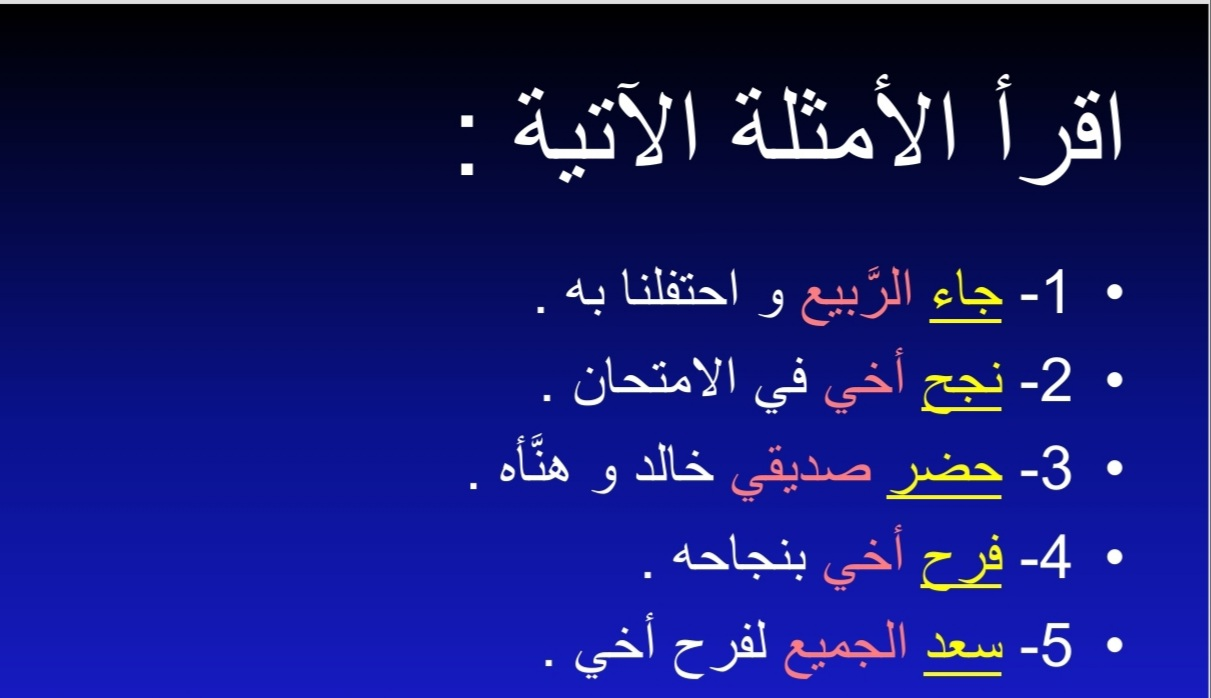 اقرأ الأمثلة الآتية :
• 1- جاء الرَّبيع و احتفلنا به .
• 2- نجح أخي في الامتحان .
• 3- حضر صديقي خالد و هنَّأه .
• 4- فرح أخي بنجاحه .
• 5- سعد الجميع لفرح أخي .